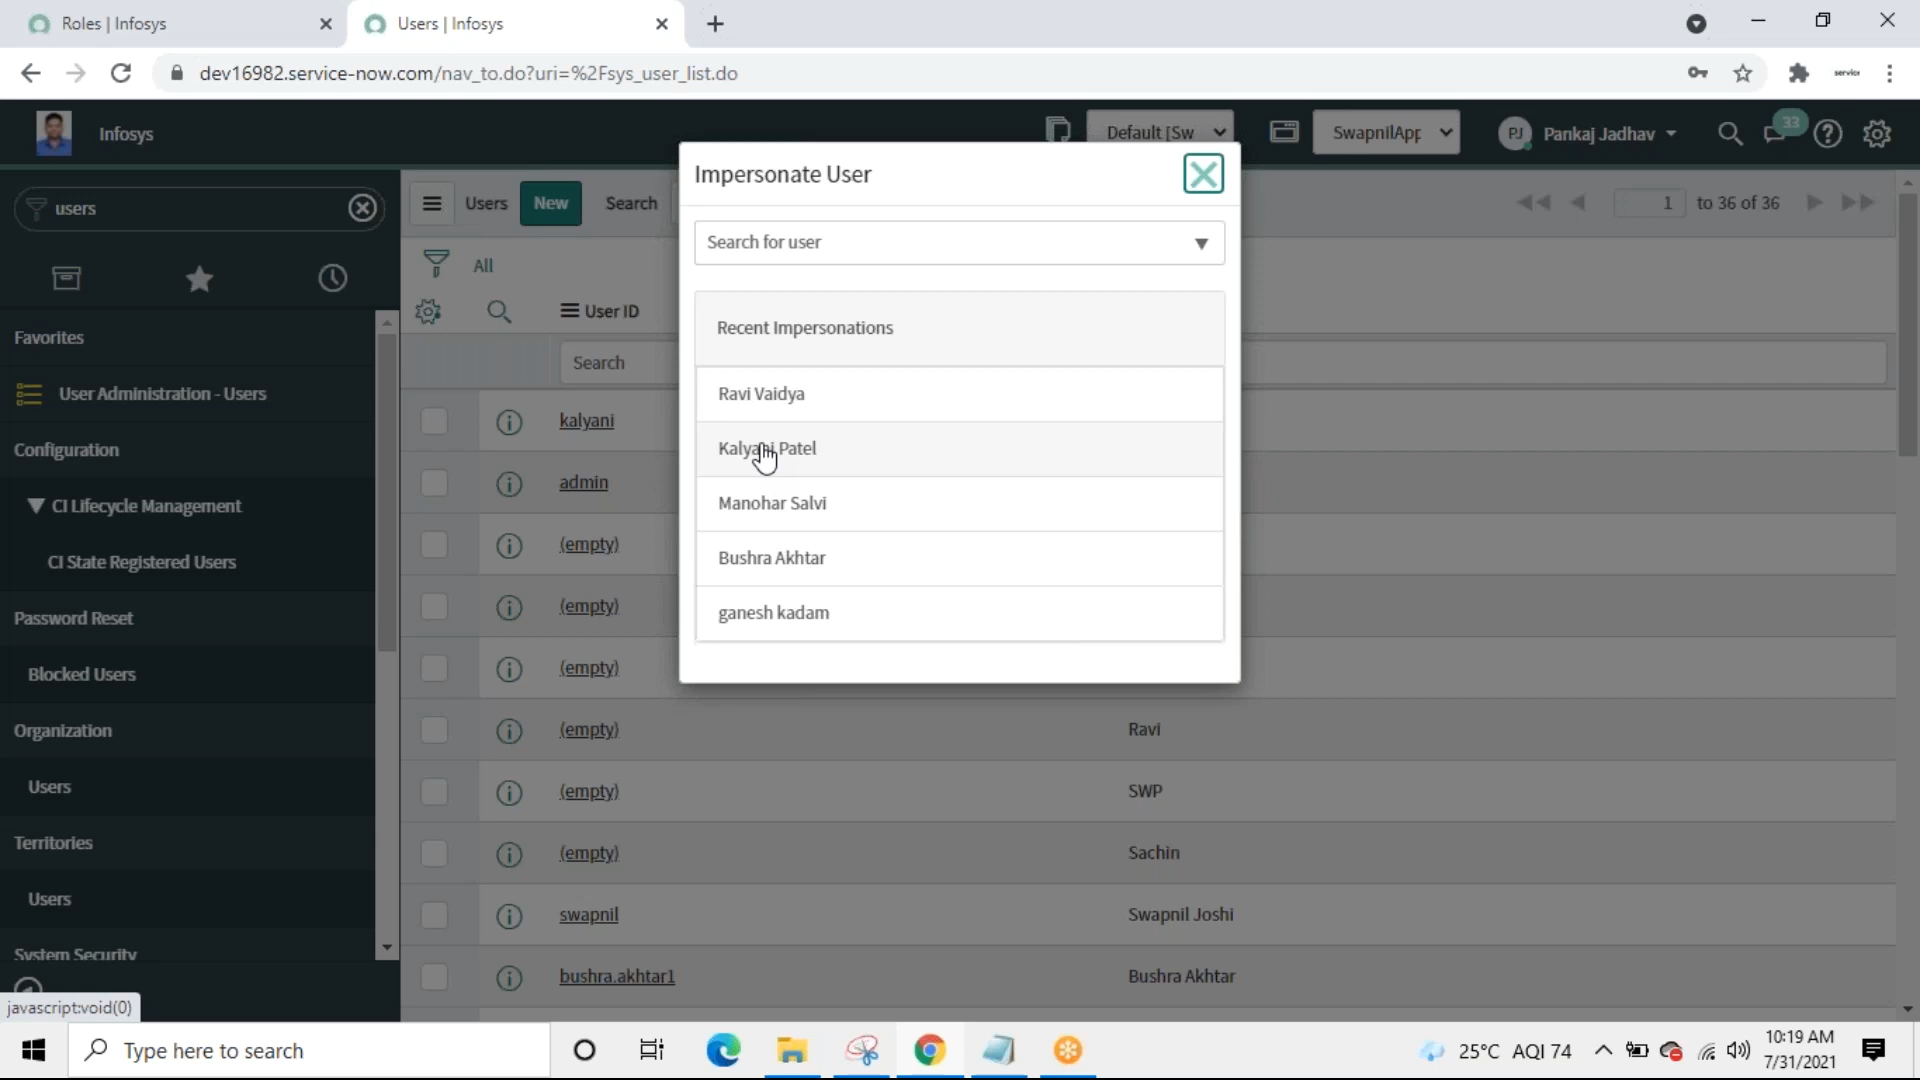 Roles | Infosys
Users | Infosys
dev16982.service-now.com/nav_to.do?uri=%2Fsys_user_list.do
service
Infosys
Default [Sw
SwapnilApp
PJ
Pankaj Jadhav
33
users
Users
New
Search
1
to 36 of 36
All
User ID
Search
Favorites
User Administration - Users
Configuration
CI Lifecycle Management
CI State Registered Users
Password Reset
Blocked Users
Organization
Users
Territories
Users
System Security
javascript:void(0)
Impersonate User
Search for user
Recent Impersonations
Ravi Vaidya
Kalyani Patel
Manohar Salvi
Bushra Akhtar
ganesh kadam
kalyani
admin
(empty)
(empty)
(empty)
(empty)
Ravi
(empty)
SWP
(empty)
Sachin
swapnil
Swapnil Joshi
bushra.akhtar1
Bushra Akhtar
Type here to search
25°C AQI 74
10:19 AM
7/31/2021